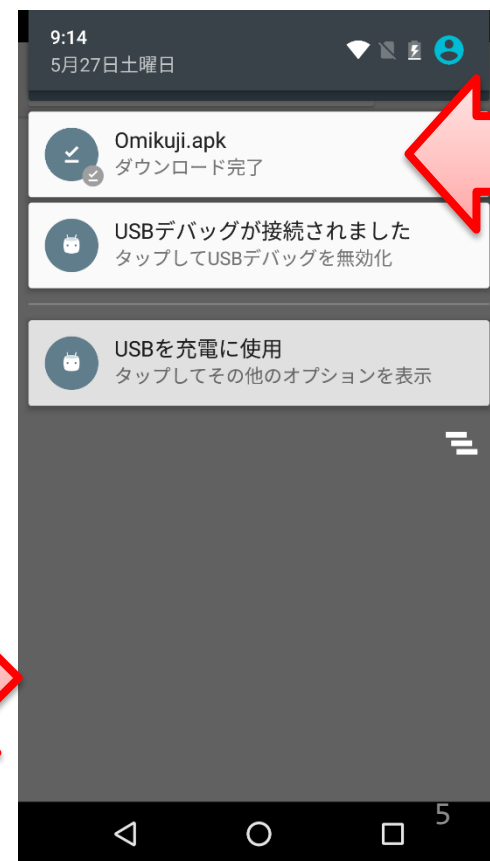 9:14
5月27日土曜日
Omikuji.apk
ダウンロード完了
USBデバッグが接続されました
タップしてUSBデバッグを無効化
USBを充電に使用
タップしてその他のオプションを表示
5